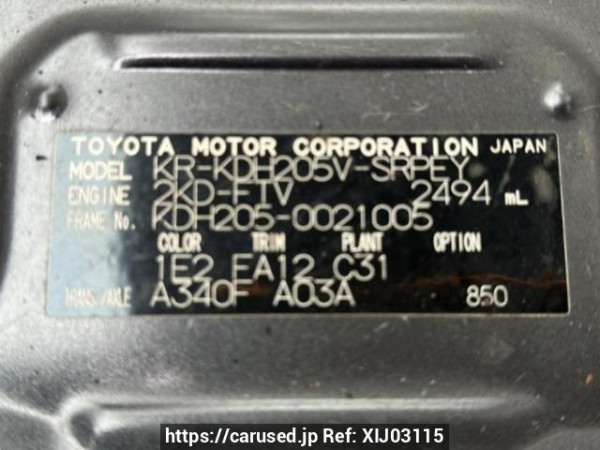 TOYOTA MOTOR CORPORATION JAPAN
MODEL KR-KDH205V-SRPEY
ENGINE 2KD-FTV 2494 mL
FRAME No. KDH205-0021005
COLOR TRIM PLANT OPTION
1E2 FA12 C31
TRANS./AXLE A340F A03A 850
https://carused.jp Ref: XIJ03115